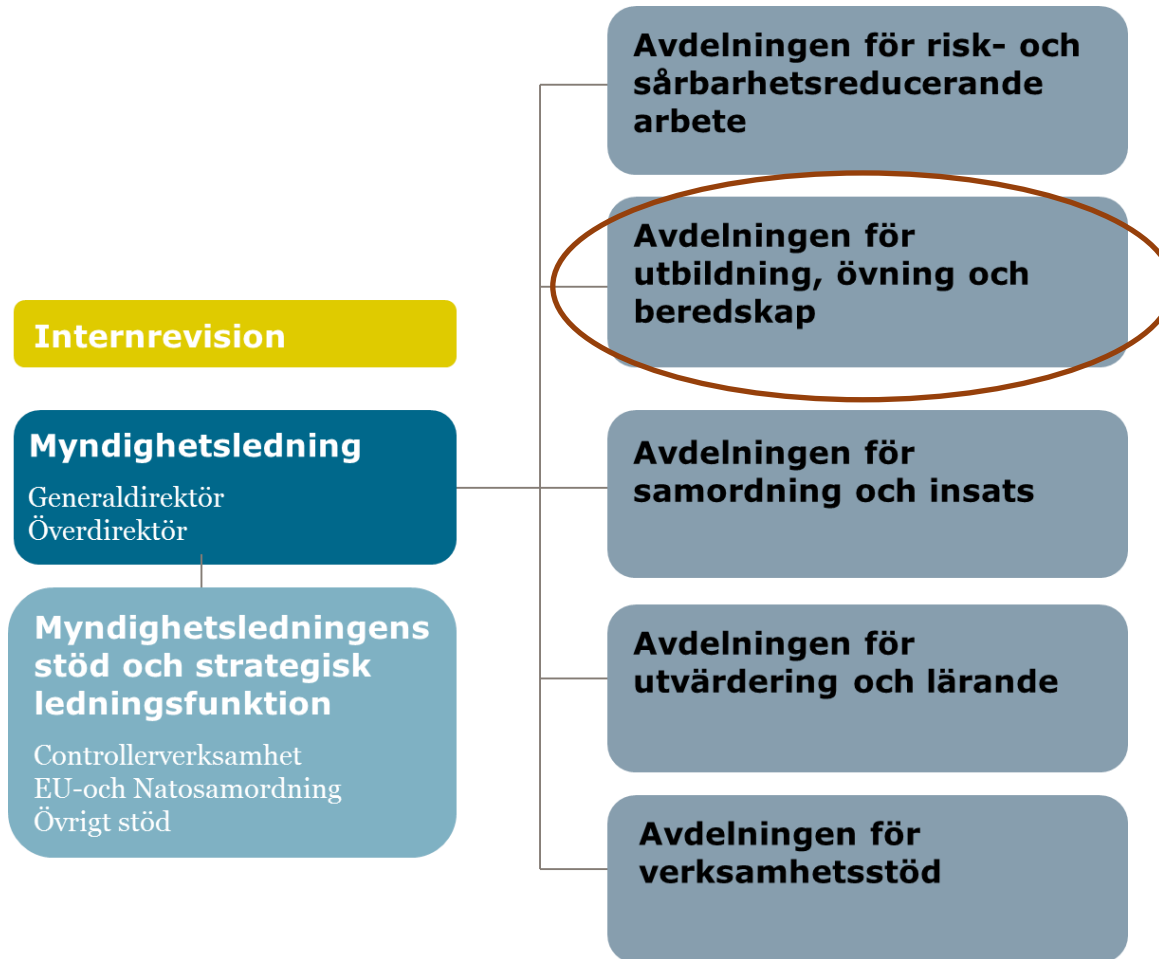 Internrevision
Myndighetsledning
Generaldirektör
Överdirektör
Myndighetsledningens
stöd och strategisk
ledningsfunktion
Controllerverksamhet
EU-och Natosamordning
Övrigt stöd
Avdelningen för risk- och
sårbarhetsreducerande
arbete
Avdelningen för
utbildning, övning och
beredskap
Avdelningen för
samordning och insats
Avdelningen för
utvärdering och lärande
Avdelningen för
verksamhetsstöd